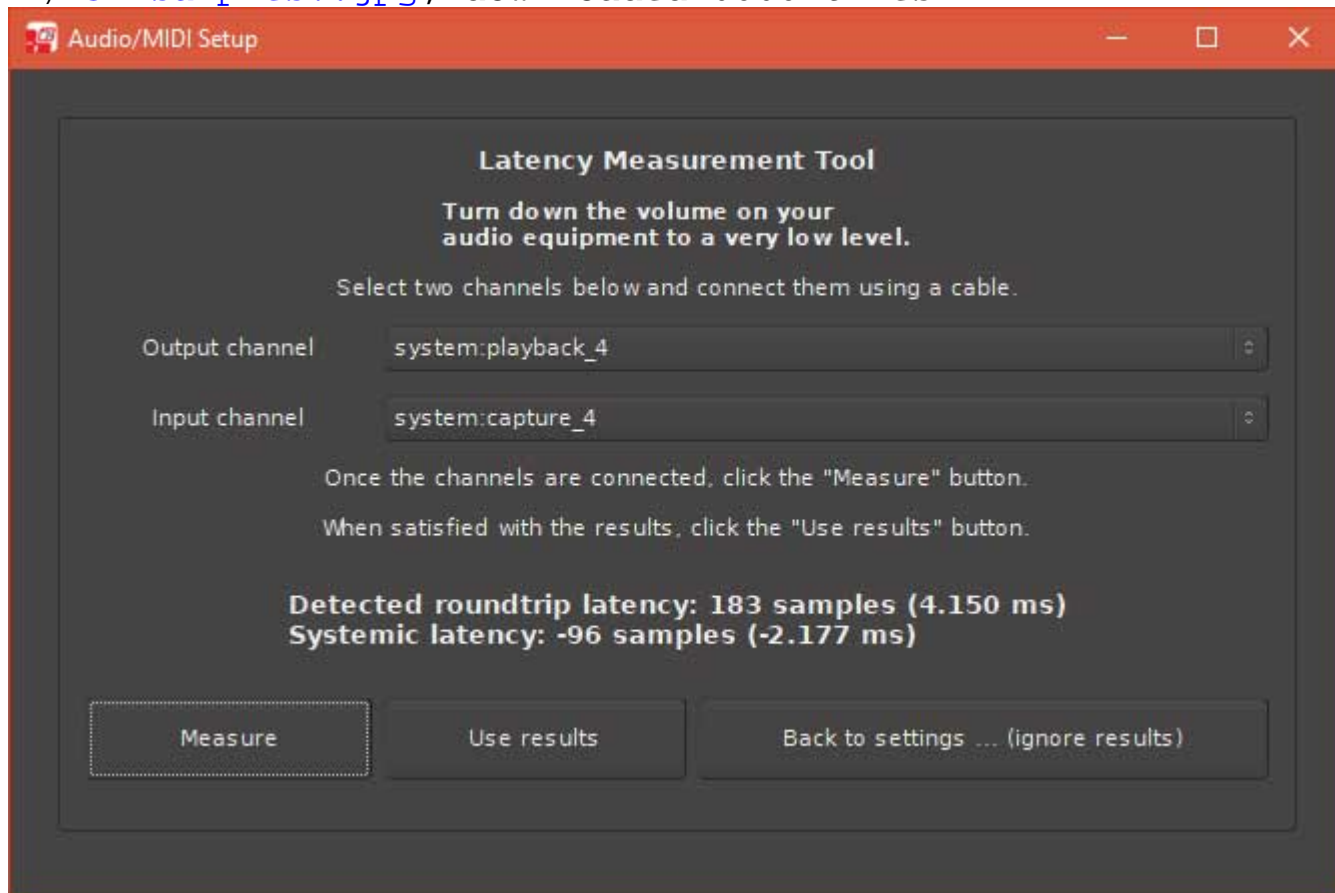 Audio/MIDI Setup
Latency Measurement Tool
Turn down the volume on your
audio equipment to a very low level.
Select two channels below and connect them using a cable.
Output channel system:playback_4
Input channel system:capture_4
Once the channels are connected, click the "Measure" button.
When satisfied with the results, click the "Use results" button.
Detected roundtrip latency: 183 samples (4.150 ms)
Systemic latency: -96 samples (-2.177 ms)
Measure Use results Back to settings ... (ignore results)